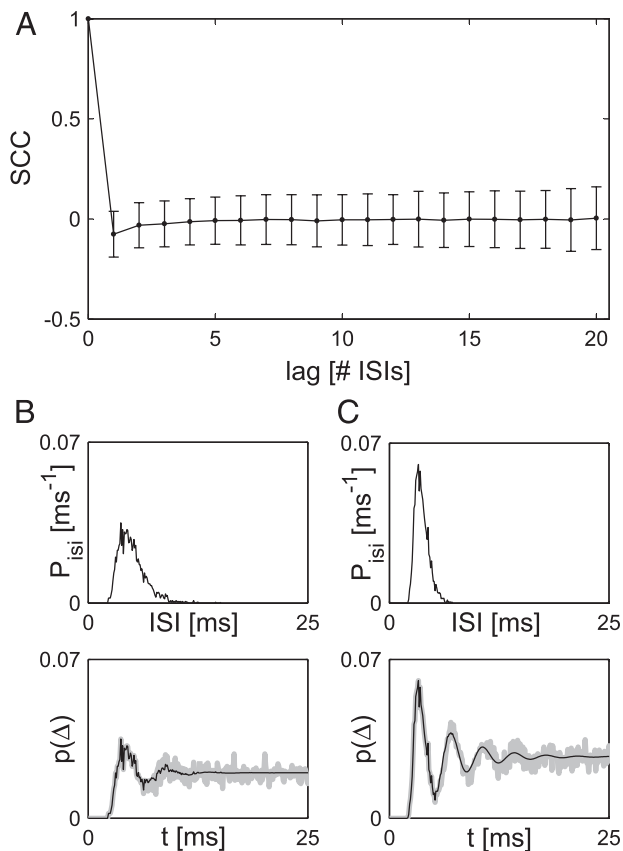 A
1
0.5
0
-0.5
SCC
0 5 10 15 20
lag [# ISIs]
B
0.07
0
P_isi [ms^-1]
0 25
ISI [ms]
C
0.07
0
P_isi [ms^-1]
0 25
ISI [ms]
0.07
0
p(Δ)
0 25
t [ms]
0.07
0
p(Δ)
0 25
t [ms]